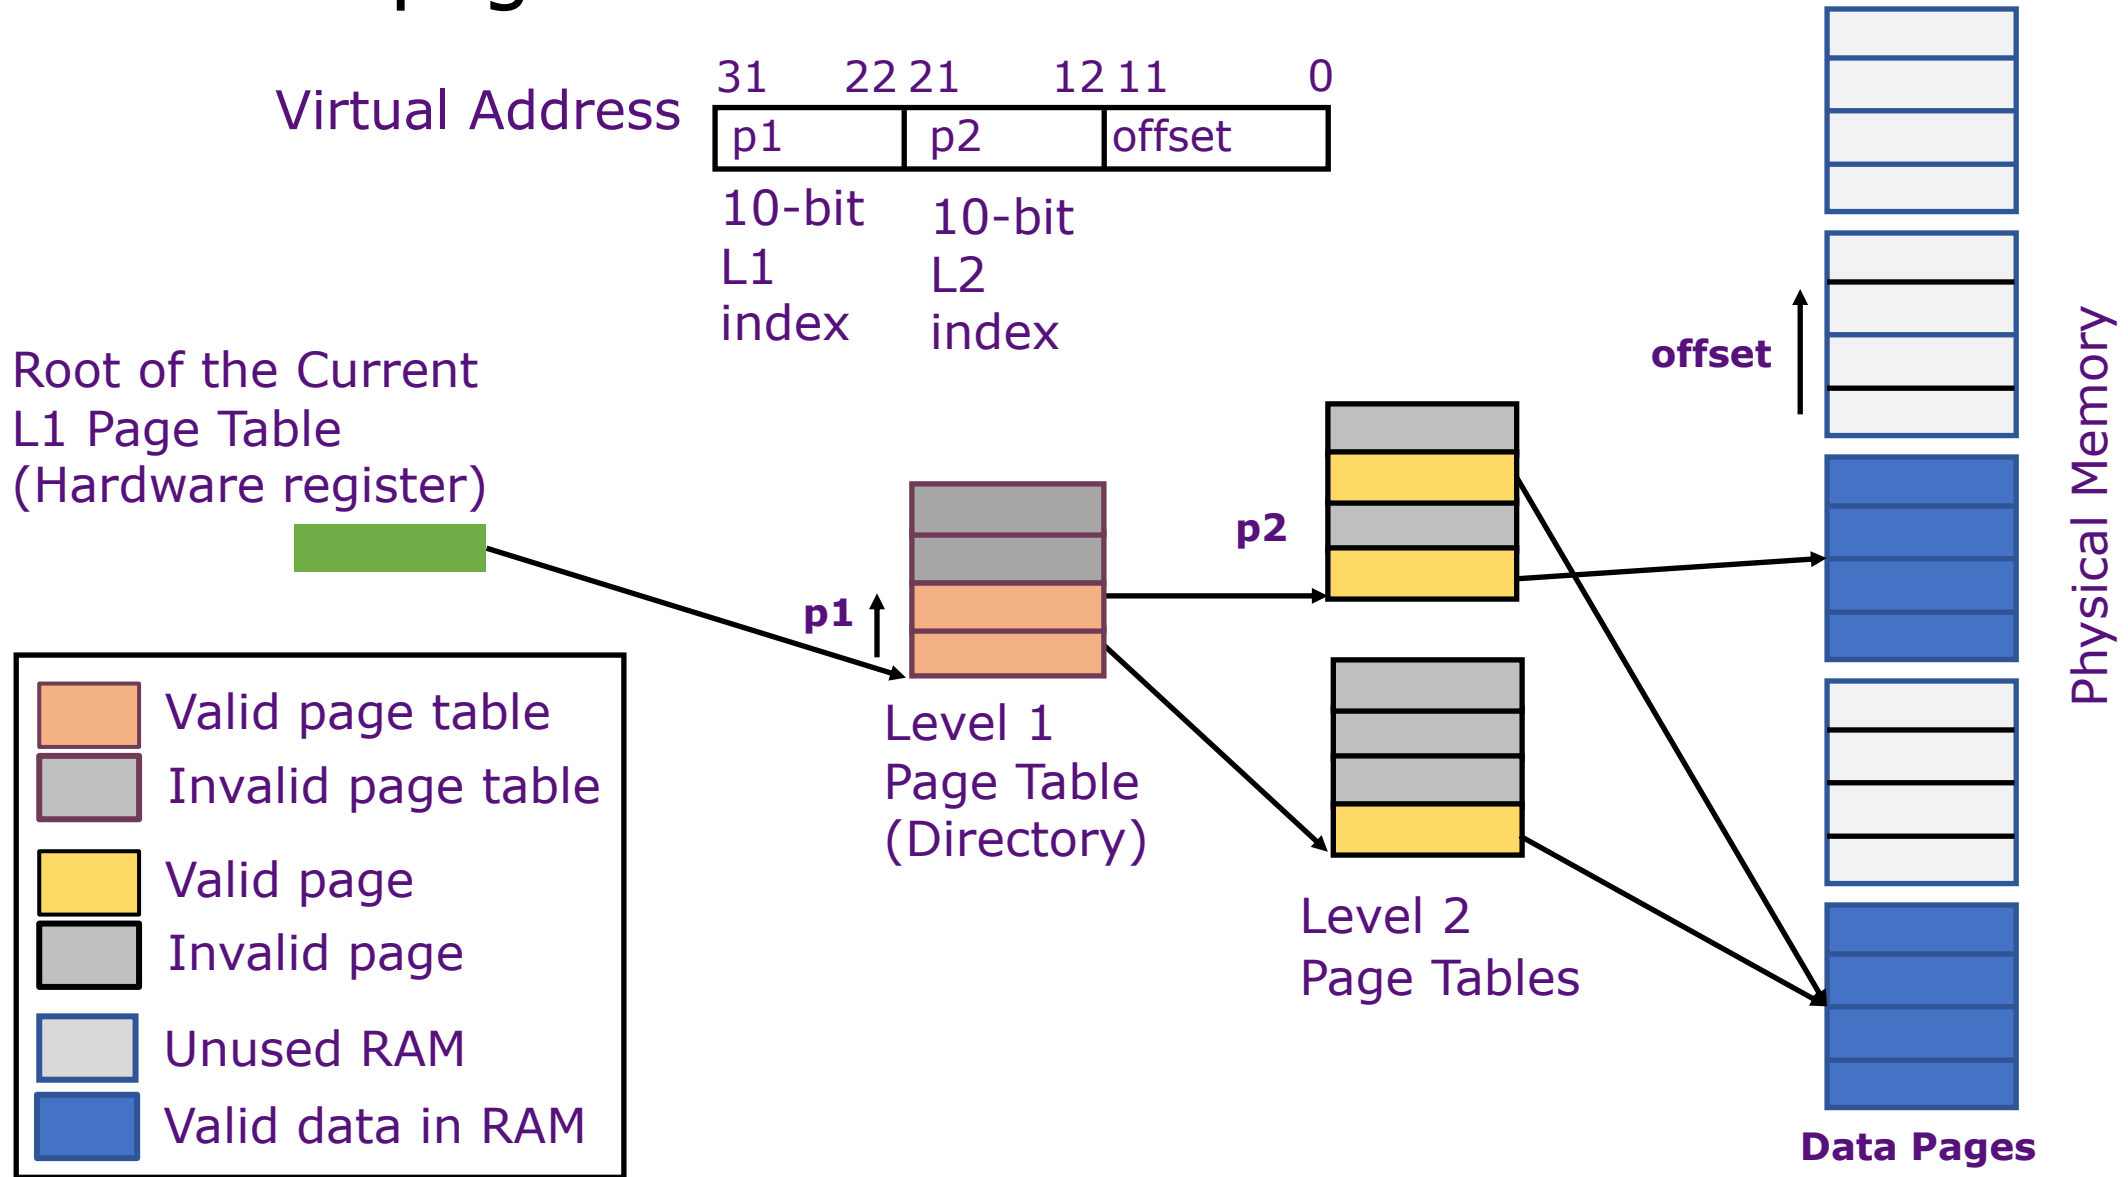 31 22 21 12 11 0
Virtual Address
p1 p2 offset
10-bit
L1
index
10-bit
L2
index
Root of the Current
L1 Page Table
(Hardware register)
p1
Level 1
Page Table
(Directory)
p2
Level 2
Page Tables
offset
Physical Memory
Data Pages
Valid page table
Invalid page table
Valid page
Invalid page
Unused RAM
Valid data in RAM